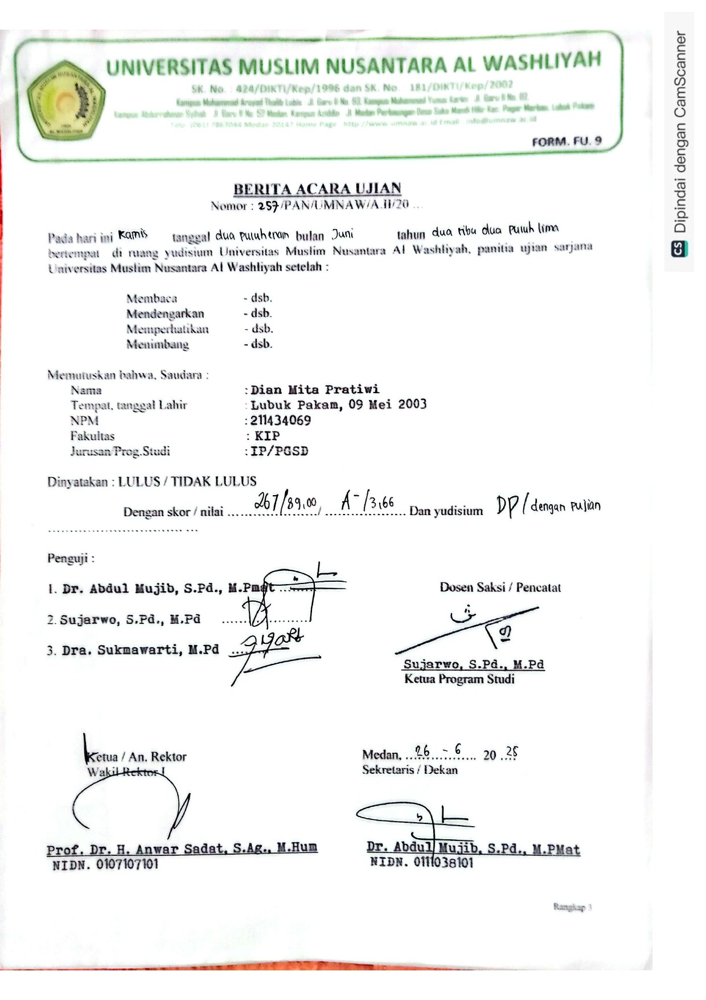 UNIVERSITAS MUSLIM NUSANTARA AL WASHLIYAH
SK. No. : 424/DIKTI/Kep/1996 dan SK. No. 181/DIKTI/Kep/2002
Kampus Muhammad Arsyad Thalib Lubis : Jl. Garu II No. 93, Kampus Muhammad Yunus Karim Jl. Garu II No. 02,
Kampus Abdurrahman Syihab Jl. Garu II No. 52 Medan, Kampus Aziddin Jl. Medan Perbaungan Desa Suka Mandi Hilir Kec. Pagar Merbau, Lubuk Pakam
Telp. (061) 7867044 Medan 20147 Home Page : http://www.umnaw.ac.id Email : info@umnaw.ac.id
FORM. FU. 9
BERITA ACARA UJIAN
Nomor : 257/PAN/UMNAW/A.II/20 ...
Pada hari ini Kamis tanggal dua puluh enam bulan Juni tahun dua ribu dua puluh lima
bertempat di ruang yudisium Universitas Muslim Nusantara Al Washliyah, panitia ujian sarjana
Universitas Muslim Nusantara Al Washliyah setelah :
Membaca - dsb.
Mendengarkan - dsb.
Memperhatikan - dsb.
Menimbang - dsb.
Memutuskan bahwa, Saudara :
Nama : Dian Mita Pratiwi
Tempat, tanggal Lahir : Lubuk Pakam, 09 Mei 2003
NPM : 211434069
Fakultas : KIP
Jurusan/Prog.Studi : IP/PGSD
Dinyatakan : LULUS / TIDAK LULUS
Dengan skor / nilai 267/89,00, / A-/3,66 Dan yudisium DP / dengan pujian
Penguji :
1. Dr. Abdul Mujib, S.Pd., M.Pmat
Dosen Saksi / Pencatat
2. Sujarwo, S.Pd., M.Pd
3. Dra. Sukmawarti, M.Pd
Sujarwo, S.Pd., M.Pd
Ketua Program Studi
Ketua / An. Rektor
Wakil Rektor I
Medan, 26 - 6 20 25
Sekretaris / Dekan
Prof. Dr. H. Anwar Sadat, S.Ag., M.Hum
NIDN. 0107107101
Dr. Abdul Mujib, S.Pd., M.PMat
NIDN. 0111038101
Rangkap 3
CS Dipindai dengan CamScanner